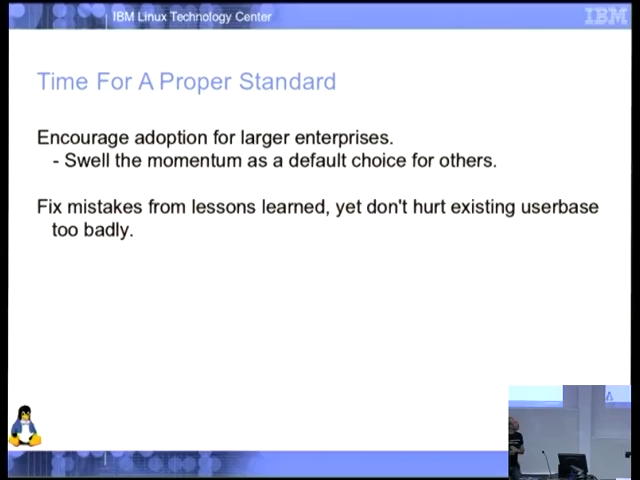 IBM Linux Technology Center
IBM
Time For A Proper Standard
Encourage adoption for larger enterprises.
- Swell the momentum as a default choice for others.
Fix mistakes from lessons learned, yet don't hurt existing userbase
too badly.